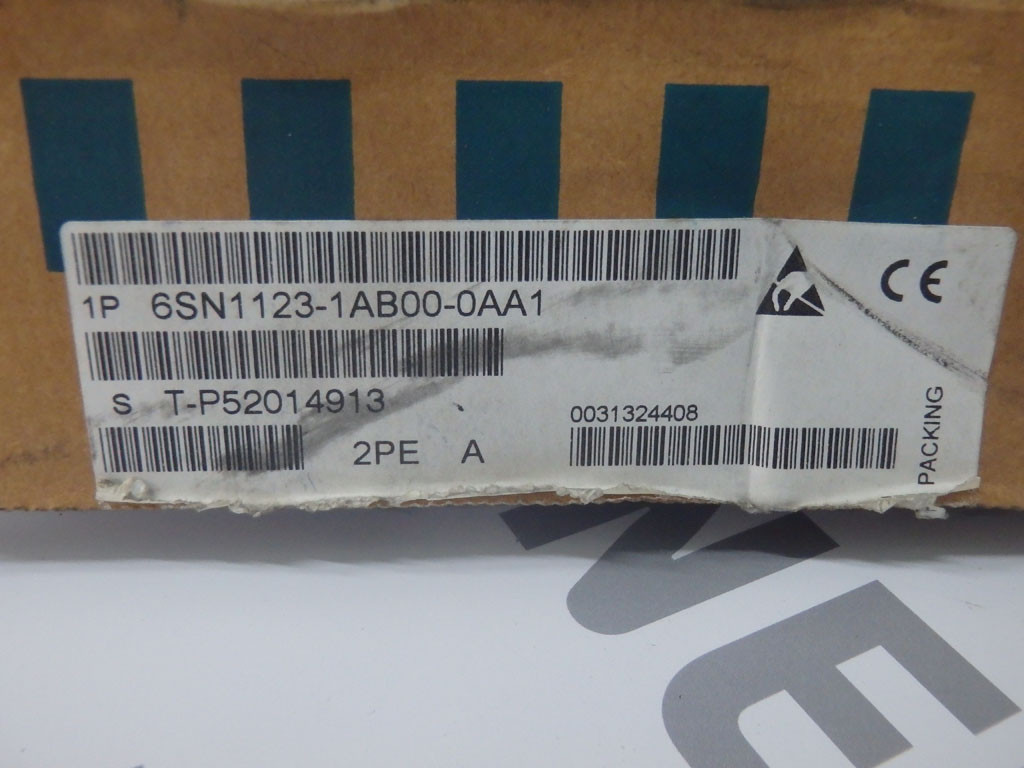 1P 6SN1123-1AB00-0AA1
CE
S T-P52014913
0031324408
2PE A
PACKING